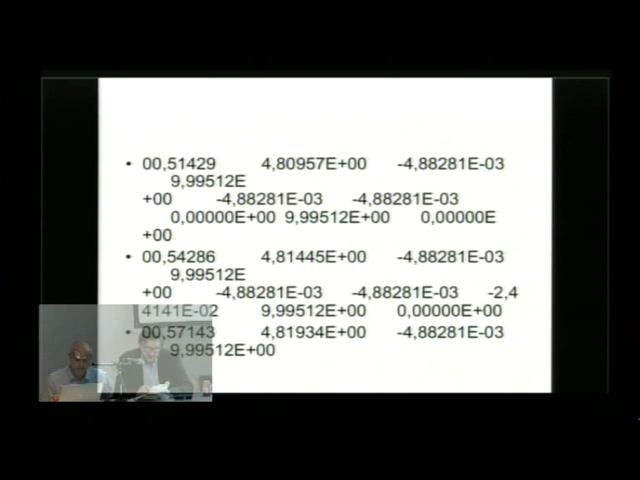 • 00,51429 4,80957E+00 -4,88281E-03
9,99512E
+00 -4,88281E-03 -4,88281E-03
0,00000E+00 9,99512E+00 0,00000E
+00
• 00,54286 4,81445E+00 -4,88281E-03
9,99512E
+00 -4,88281E-03 -4,88281E-03 -2,4
4141E-02 9,99512E+00 0,00000E+00
• 00,57143 4,81934E+00 -4,88281E-03
9,99512E+00